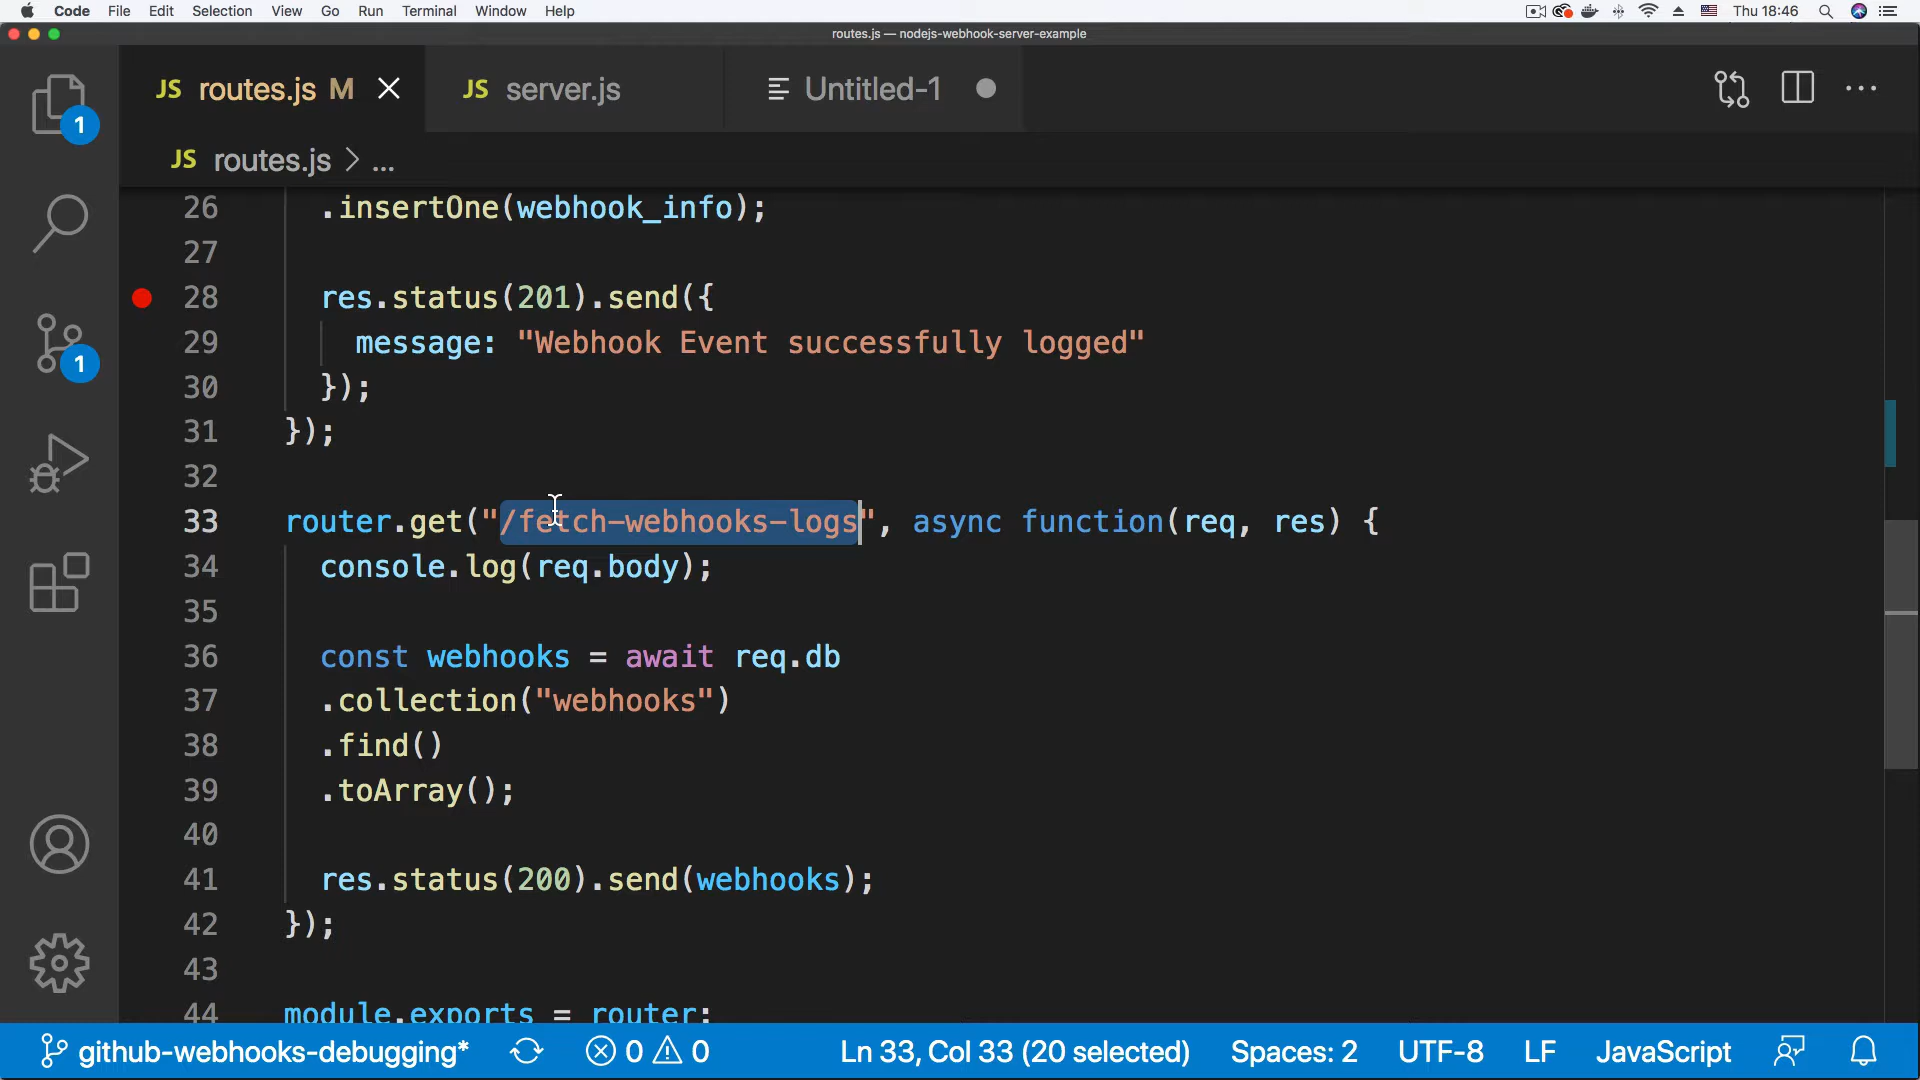 Code File Edit Selection View Go Run Terminal Window Help Thu 18:46
routes.js — nodejs-webhook-server-example
JS routes.js M JS server.js Untitled-1
JS routes.js > ...
1
1
26 .insertOne(webhook_info);
27
28 res.status(201).send({
29 message: "Webhook Event successfully logged"
30 });
31 });
32
33 router.get("/fetch-webhooks-logs", async function(req, res) {
34 console.log(req.body);
35
36 const webhooks = await req.db
37 .collection("webhooks")
38 .find()
39 .toArray();
40
41 res.status(200).send(webhooks);
42 });
43
44 module.exports = router;
github-webhooks-debugging* 0 0 Ln 33, Col 33 (20 selected) Spaces: 2 UTF-8 LF JavaScript